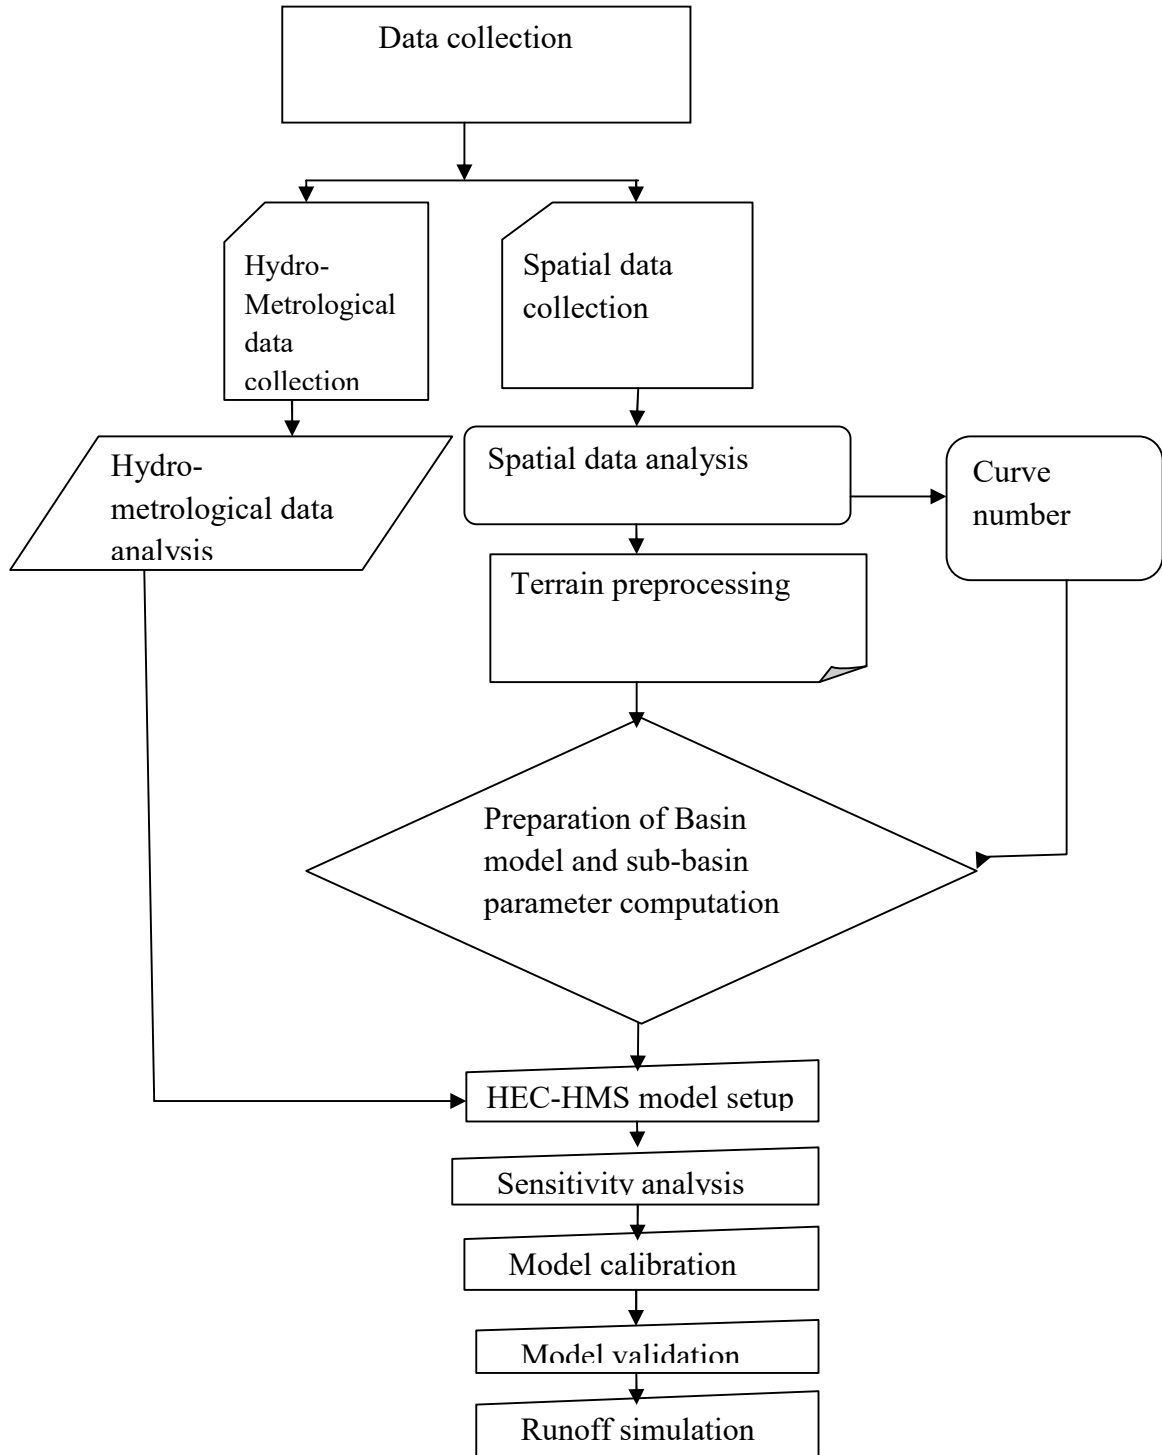 Data collection
Hydro-
Metrological
data
collection
Spatial data
collection
Hydro-
metrological data
analysis
Spatial data analysis
Curve
number
Terrain preprocessing
Preparation of Basin
model and sub-basin
parameter computation
HEC-HMS model setup
Sensitivity analysis
Model calibration
Model validation
Runoff simulation